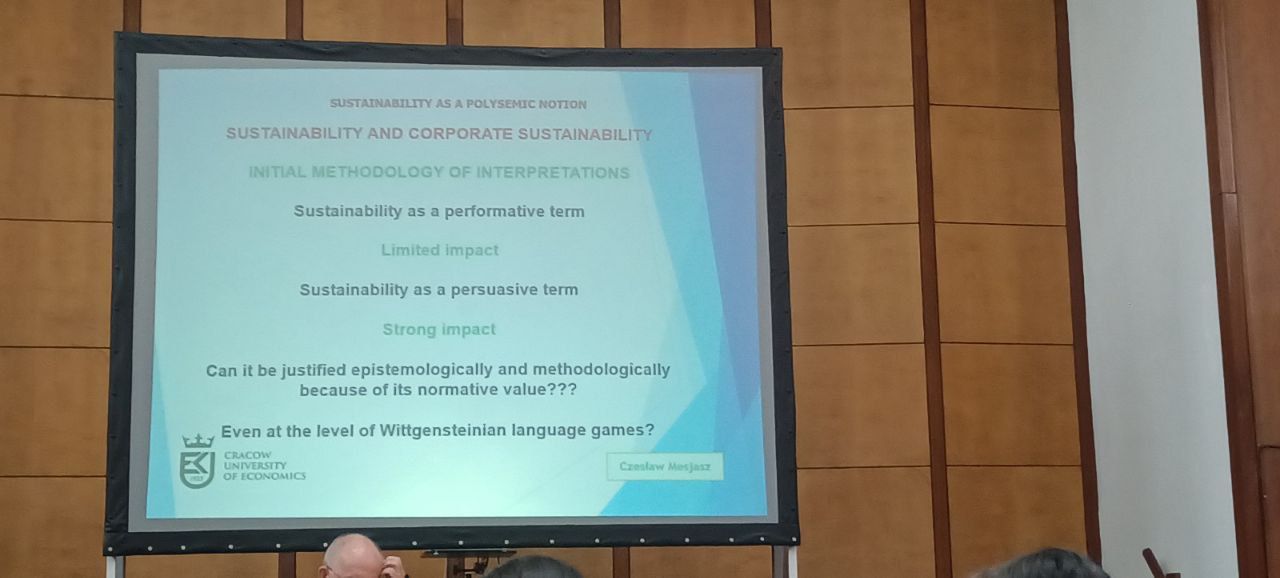 SUSTAINABILITY AS A POLYSEMIC NOTION
SUSTAINABILITY AND CORPORATE SUSTAINABILITY
INITIAL METHODOLOGY OF INTERPRETATIONS
Sustainability as a performative term
Limited impact
Sustainability as a persuasive term
Strong impact
Can it be justified epistemologically and methodologically
because of its normative value???
Even at the level of Wittgensteinian language games?
CRACOW
UNIVERSITY
OF ECONOMICS
Czesław Mesjasz